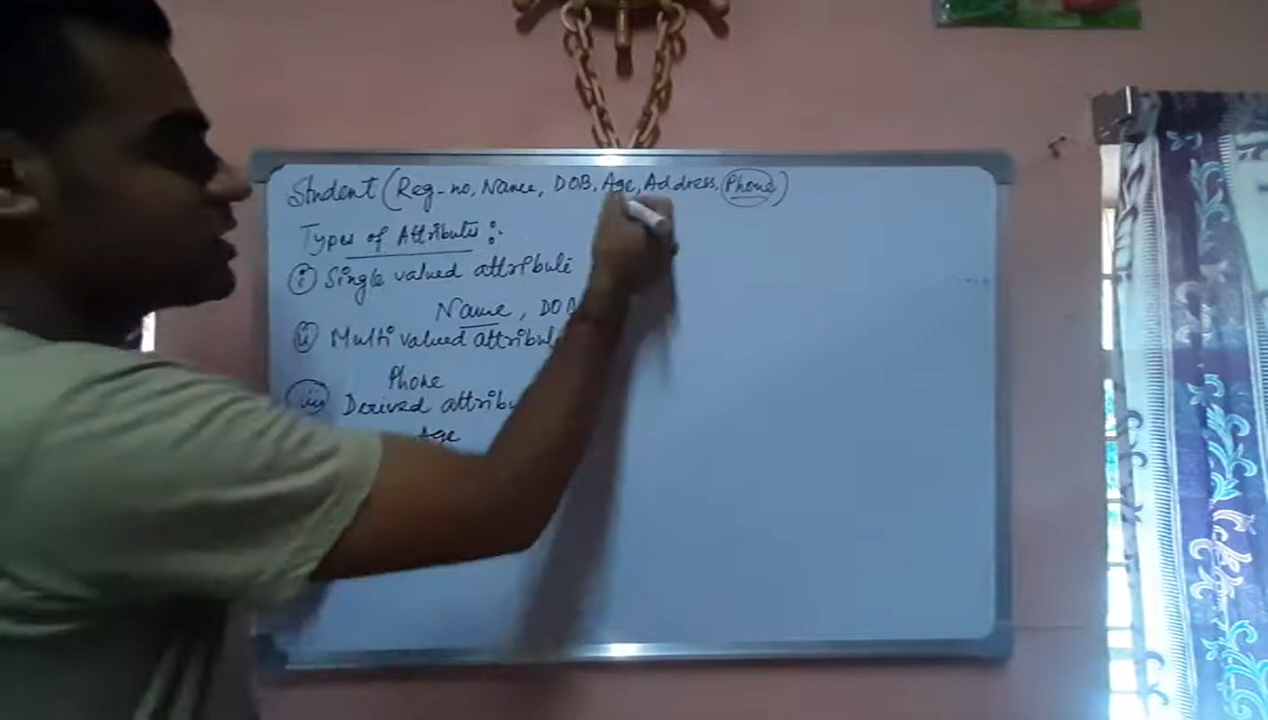 Student (Reg-no, Name, DOB, Age, Address, Phone)
Types of Attributes :
(i) Single valued attribute
Name, DOB
(ii) Multi valued attribute
Phone
(iii) Derived
Age